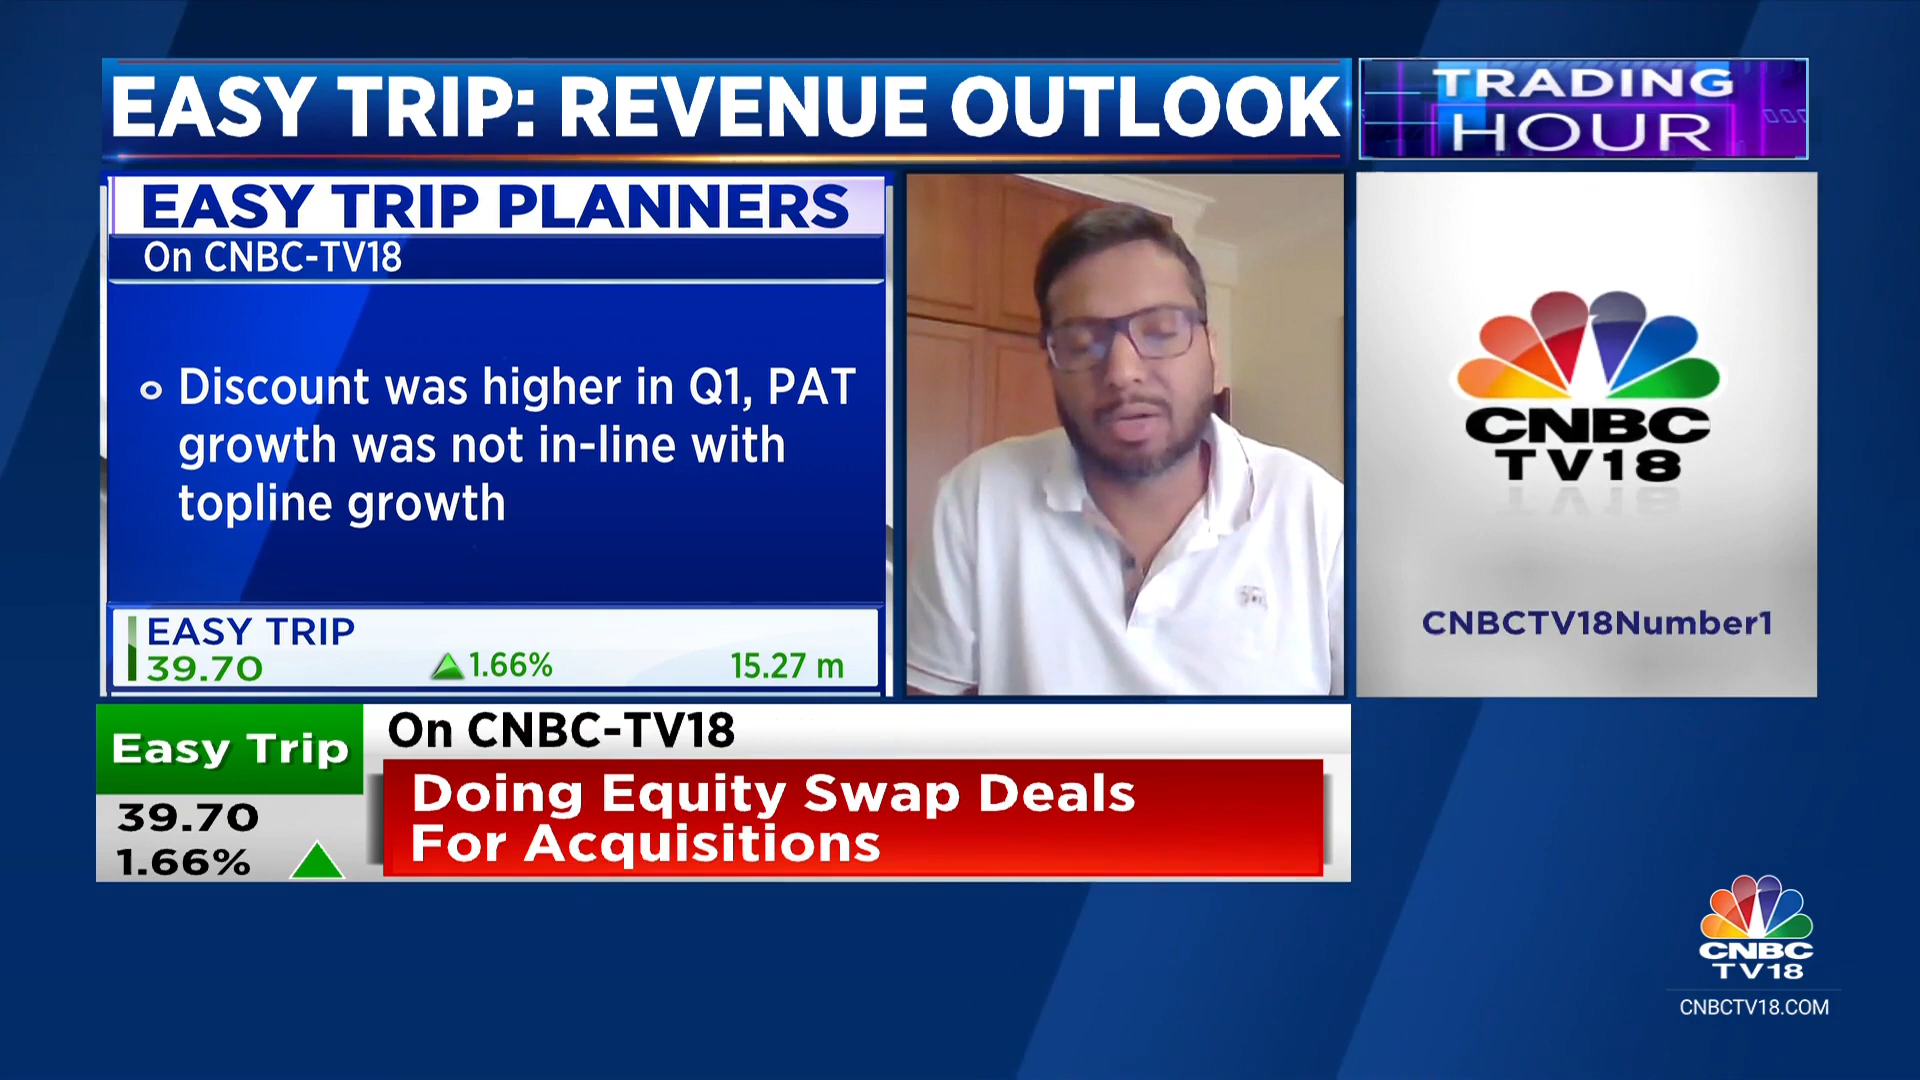 EASY TRIP: REVENUE OUTLOOK
TRADING
HOUR
EASY TRIP PLANNERS
On CNBC-TV18
Discount was higher in Q1, PAT
growth was not in-line with
topline growth
EASY TRIP
39.70 1.66% 15.27 m
CNBC
TV18
CNBCTV18Number1
Easy Trip
39.70
1.66%
On CNBC-TV18
Doing Equity Swap Deals
For Acquisitions
CNBC
TV18
CNBCTV18.COM